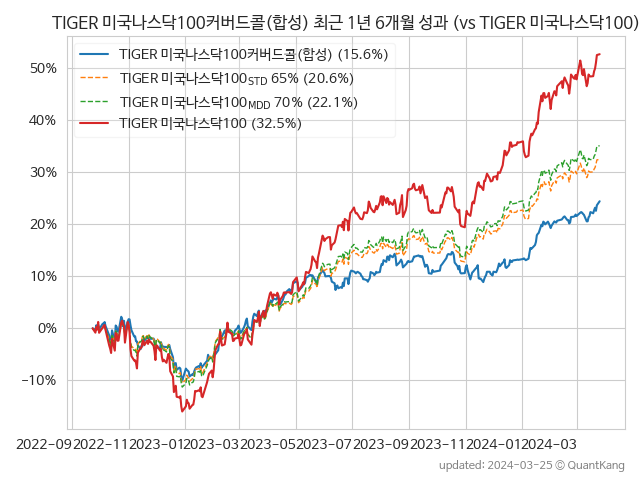 TIGER 미국나스닥100커버드콜(합성) 최근 1년 6개월 성과 (vs TIGER 미국나스닥100)
TIGER 미국나스닥100커버드콜(합성) (15.6%)
TIGER 미국나스닥100STD 65% (20.6%)
TIGER 미국나스닥100MDD 70% (22.1%)
TIGER 미국나스닥100 (32.5%)
50%
40%
30%
20%
10%
0%
−10%
2022-09 2022-11 2023-01 2023-03 2023-05 2023-07 2023-09 2023-11 2024-01 2024-03
updated: 2024-03-25 © QuantKang